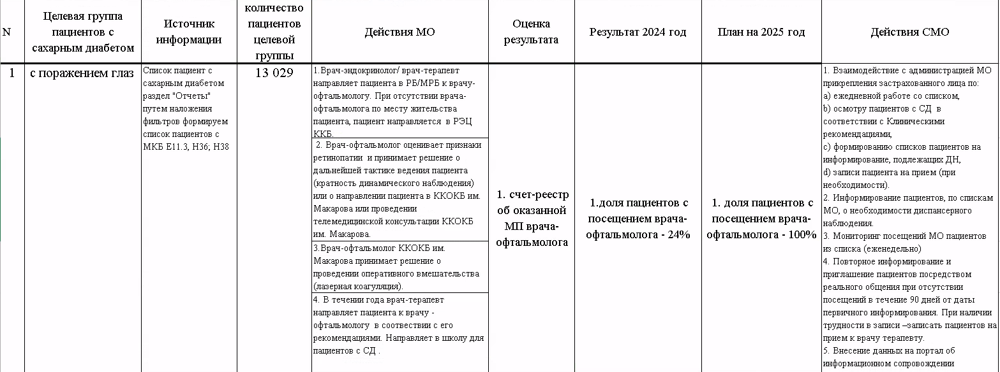 N
Целевая группа
пациентов с
сахарным диабетом
Источник
информации
количество
пациентов
целевой
группы
Действия МО
Оценка
результата
Результат 2024 год
План на 2025 год
Действия СМО
1
с поражением глаз
Список пациент с
сахарным диабетом
раздел "Отчеты"
путем наложения
фильтров формируем
список пациентов с
МКБ E11.3, H36; H38
13 029
1.Врач-эндокринолог/ врач-терапевт
направляет пациента в РБ/МРБ к врачу-
офтальмологу. При отсутствии врача-
офтальмолога по месту жительства
пациента, пациент направляется в РЭЦ
ККБ.
2. Врач-офтальмолог оценивает признаки
ретинопатии и принимает решение о
дальнейшей тактике ведения пациента
(кратность динамического наблюдения)
или о направлении пациента в ККОКБ им.
Макарова или проведении
телемедицинской консультации ККОКБ
им. Макарова.
3.Врач-офтальмолог ККОКБ им.
Макарова принимает решение о
проведении оперативного вмешательства
(лазерная коагуляция).
4. В течении года врач-терапевт
направляет пациента к врачу -
офтальмологу в соотвествии с его
рекомендациями. Направляет в школу для
пациентов с СД .
1. счет-реестр
об оказанной
МП врача-
офтальмолога
1.доля пациентов с
посещением врача-
офтальмолога - 24%
1. доля пациентов с
посещением врача-
офтальмолога - 100%
1. Взаимодействие с администрацией МО
прикрепления застрахованного лица по:
a) ежедневной работе со списком,
b) осмотру пациентов с СД в
соответствии с Клиническими
рекомендациями,
c) формированию списков пациентов на
информирование, подлежащих ДН,
d) записи пациента на прием (при
необходимости).
2. Информирование пациентов, по спискам
МО, о необходимости диспансерного
наблюдения.
3. Мониторинг посещений МО пациентов
из списка (еженедельно)
4. Повторное информирование и
приглашение пациентов посредством
реального общения при отсутствии
посещений в течение 90 дней от даты
первичного информирования. При наличии
трудности в записи –записать пациентов на
прием к врачу терапевту.
5. Внесение данных на портал об
информационном сопровождении